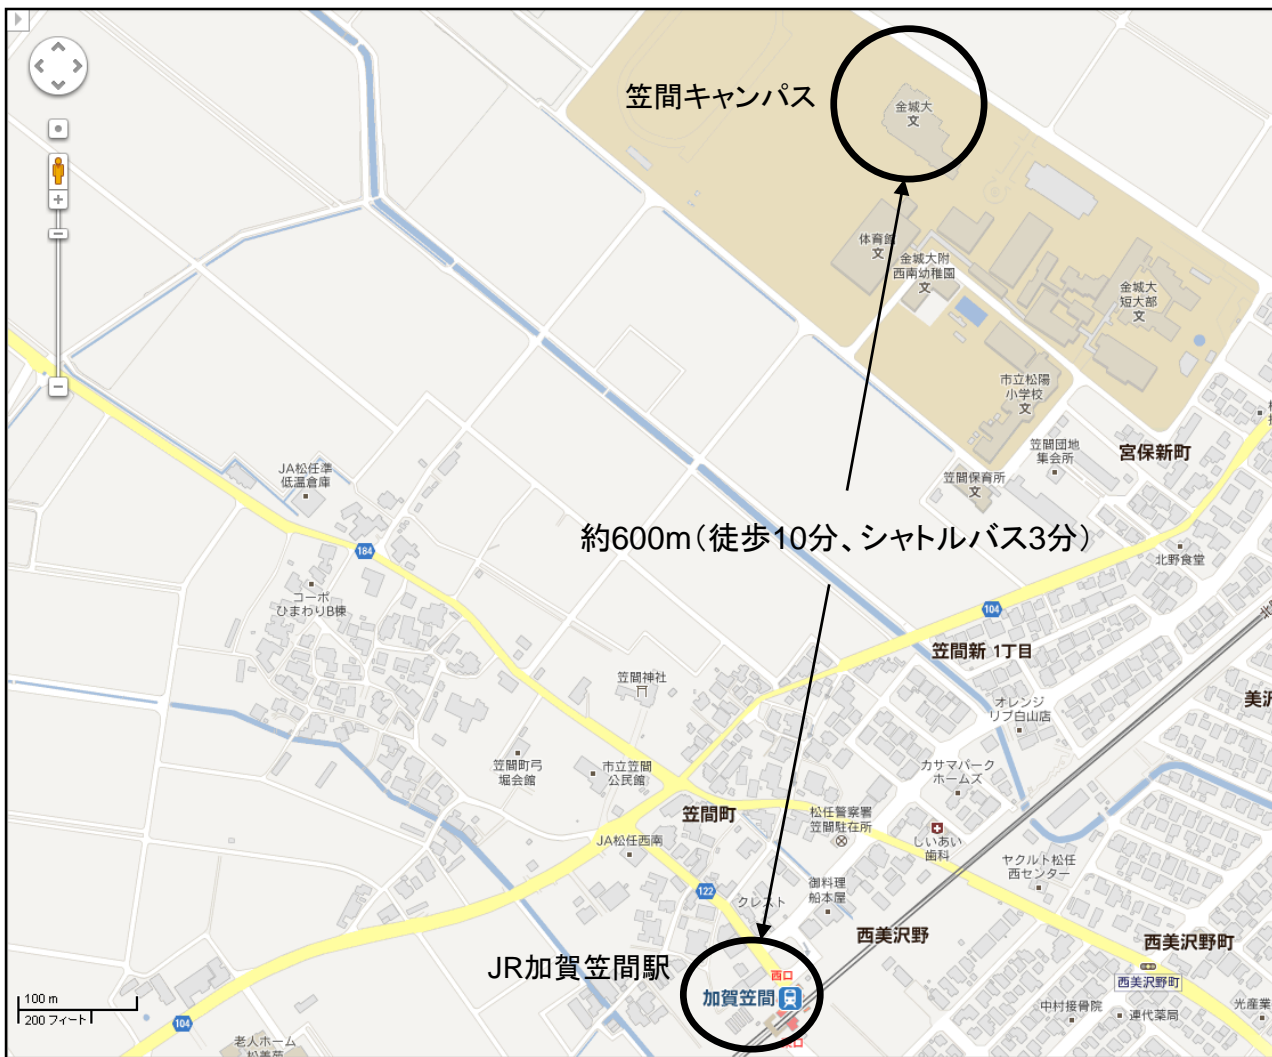 笠間キャンパス
金城大
文
体育館
文
金城大附
西南幼稚園
文
金城大
短大部
文
市立松陽
小学校
文
笠間団地
集会所
宮保新町
笠間保育所
文
JA松任準
低温倉庫
184
約600m（徒歩10分、シャトルバス3分）
北野食堂
コーポ
ひまわりB棟
104
笠間新 1丁目
笠間神社
オレンジ
リブ白山店
笠間町弓
堀会館
市立笠間
公民館
カサマパーク
ホームズ
笠間町
松任警察署
笠間駐在所
しいあい
歯科
JA松任西南
ヤクルト松任
西センター
122
クレスト
御料理
船本屋
西美沢野
西美沢野町
JR加賀笠間駅
西口
加賀笠間
西美沢野町
100 m
200 フィート
104
中村接骨院
連代薬局
光産業
老人ホーム